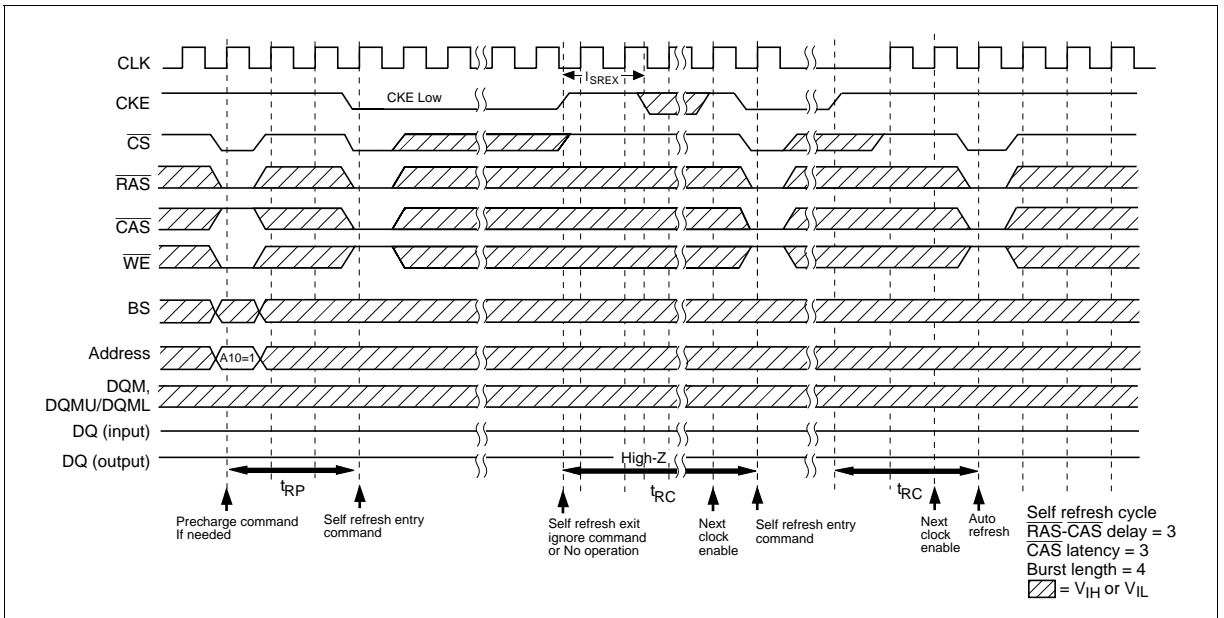 CLK
lSREX
CKE
CKE Low
CS
RAS
CAS
WE
BS
Address
A10=1
DQM,
DQMU/DQML
DQ (input)
DQ (output)
High-Z
tRP
tRC
tRC
Precharge command
If needed
Self refresh entry
command
Self refresh exit
ignore command
or No operation
Next
clock
enable
Self refresh entry
command
Next
clock
enable
Auto
refresh
Self refresh cycle
RAS-CAS delay = 3
CAS latency = 3
Burst length = 4
= VIH or VIL